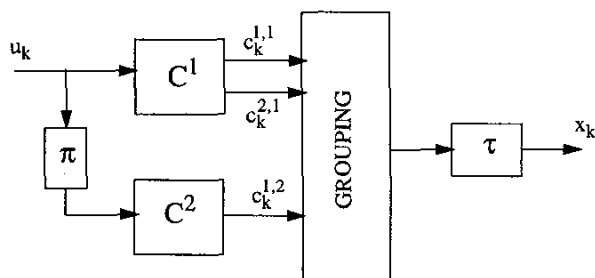 u_k
C^1
c_k^{1,1}
c_k^{2,1}
GROUPING
τ
x_k
π
C^2
c_k^{1,2}